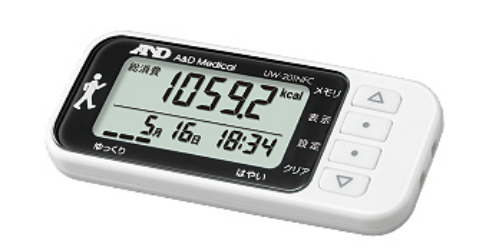 AND A&D Medical
UW-201NFC
総消費 1059.2 kcal
5月 16日 18:34
ゆっくり はやい
メモリ
表示
設定
クリア